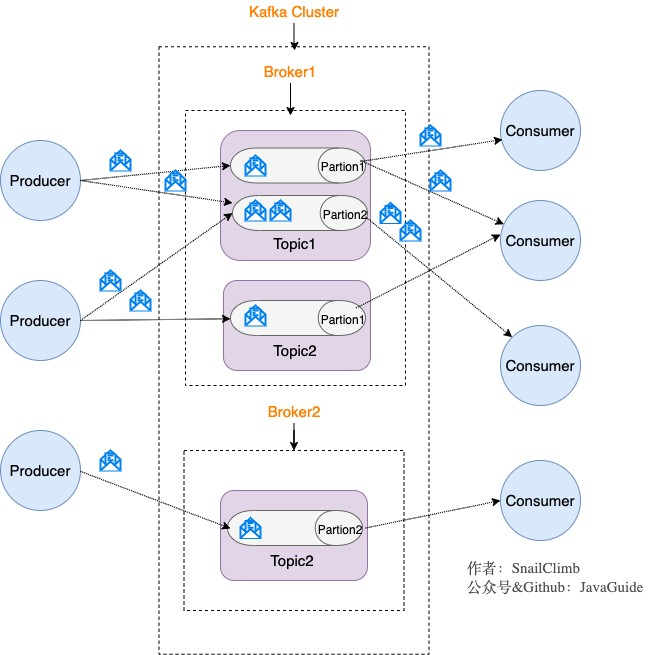 Kafka Cluster
Broker1
Producer
Partion1
Consumer
Partion2
Topic1
Consumer
Producer
Partion1
Topic2
Consumer
Broker2
Producer
Partion2
Consumer
Topic2
作者：SnailClimb
公众号&Github：JavaGuide